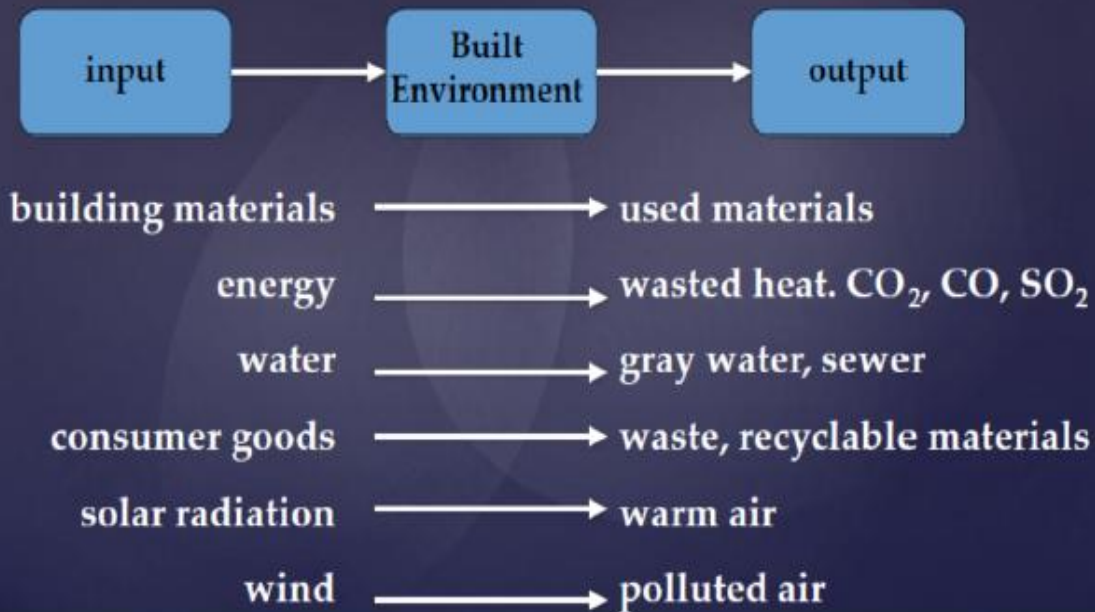 input
Built
Environment
output
building materials
used materials
energy
wasted heat. CO₂, CO, SO₂
water
gray water, sewer
consumer goods
waste, recyclable materials
solar radiation
warm air
wind
polluted air